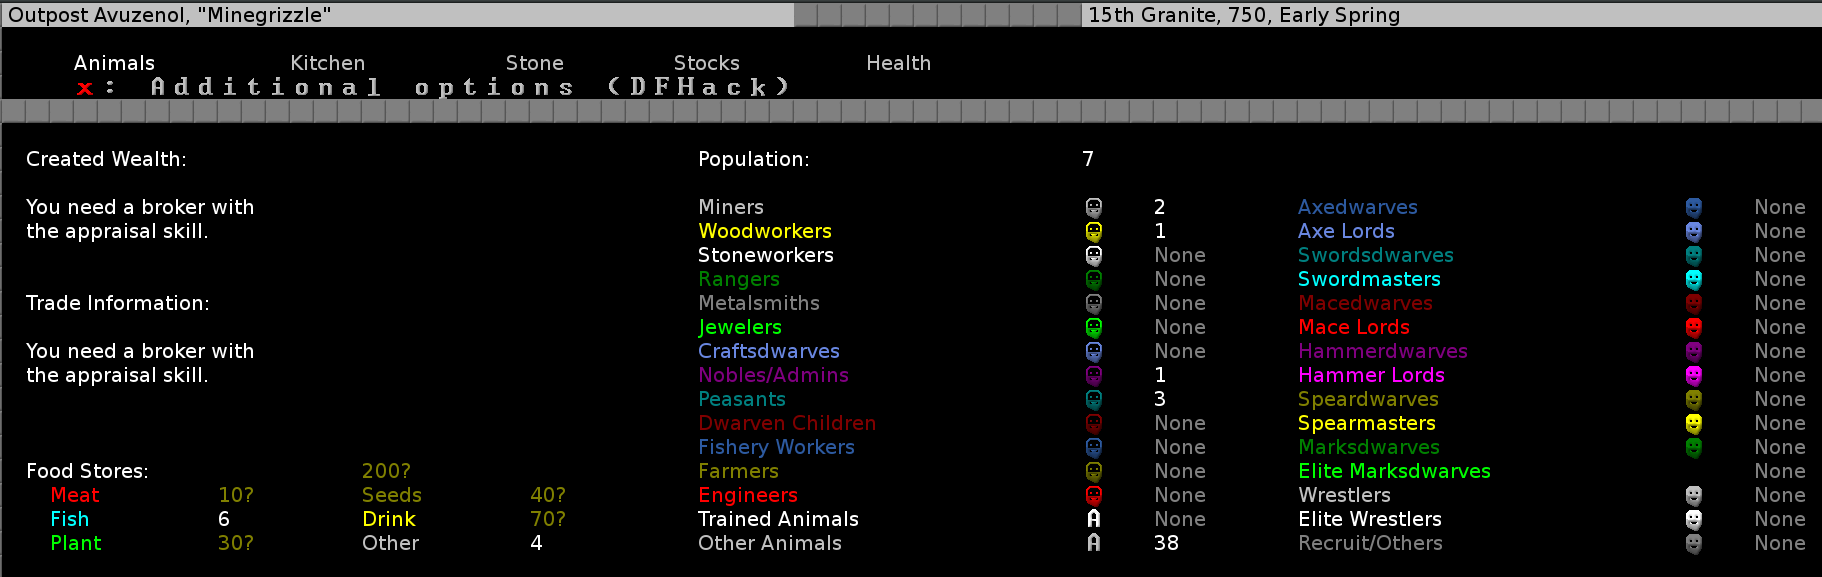 Outpost Avuzenol, "Minegrizzle" 15th Granite, 750, Early Spring
Animals Kitchen Stone Stocks Health
x: Additional options (DFHack)
Created Wealth: Population: 7
You need a broker with Miners 2 Axedwarves None
the appraisal skill. Woodworkers 1 Axe Lords None
Stoneworkers None Swordsdwarves None
Rangers None Swordmasters None
Trade Information: Metalsmiths None Macedwarves None
Jewelers None Mace Lords None
You need a broker with Craftsdwarves None Hammerdwarves None
the appraisal skill. Nobles/Admins 1 Hammer Lords None
Peasants 3 Speardwarves None
Dwarven Children None Spearmasters None
Fishery Workers None Marksdwarves None
Food Stores: 200? Farmers None Elite Marksdwarves None
Meat 10? Seeds 40? Engineers None Wrestlers None
Fish 6 Drink 70? Trained Animals None Elite Wrestlers None
Plant 30? Other 4 Other Animals 38 Recruit/Others None